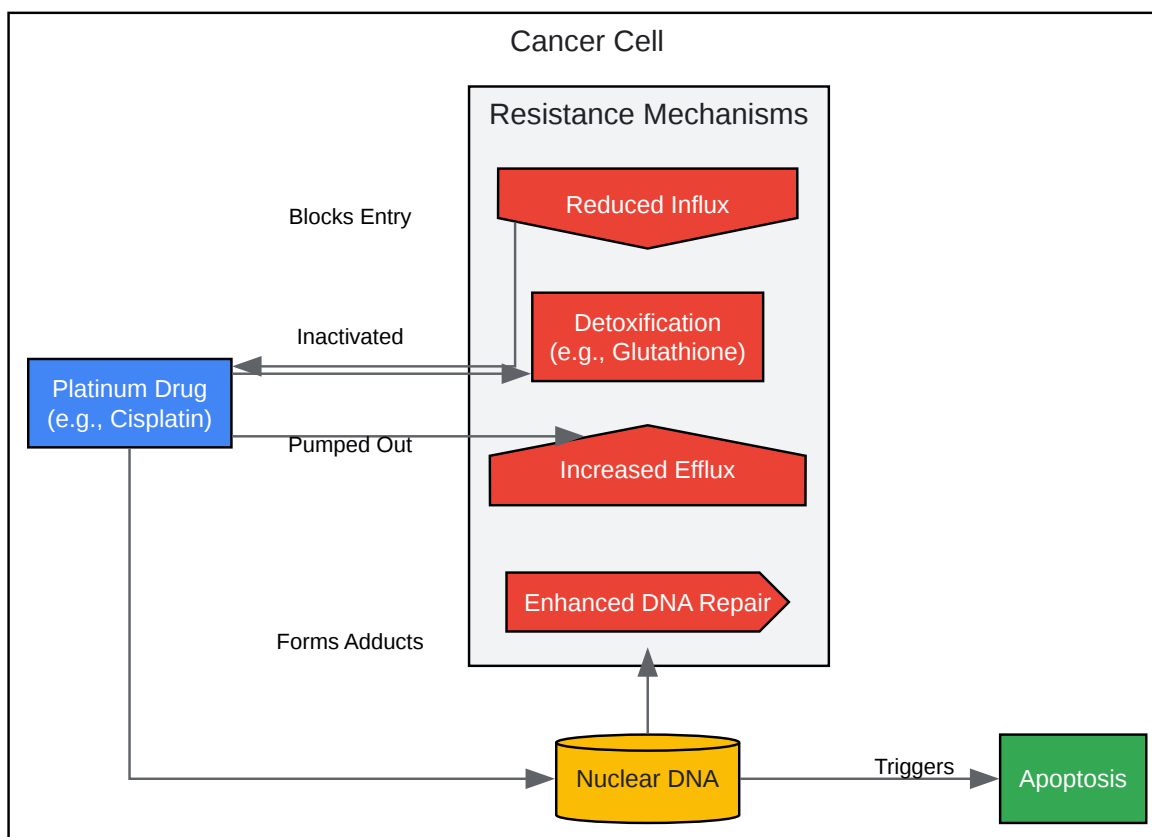 Cancer Cell
Resistance Mechanisms
Reduced Influx
Blocks Entry
Detoxification
(e.g., Glutathione)
Inactivated
Platinum Drug
(e.g., Cisplatin)
Pumped Out
Increased Efflux
Enhanced DNA Repair
Forms Adducts
Nuclear DNA
Triggers
Apoptosis